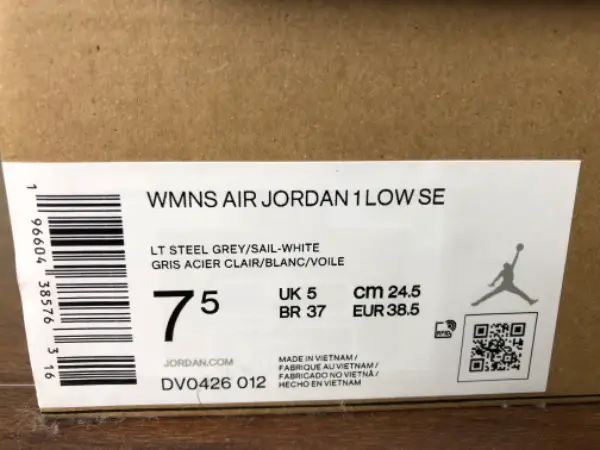 WMNS AIR JORDAN 1 LOW SE
LT STEEL GREY/SAIL-WHITE
GRIS ACIER CLAIR/BLANC/VOILE
7 5
UK 5 cm 24.5
BR 37 EUR 38.5
JORDAN.COM
DV0426 012
MADE IN VIETNAM /
FABRIQUE AU VIETNAM /
FABRICADO NO VIETNÃ /
HECHO EN VIETNAM
1 96604 38576 3 16